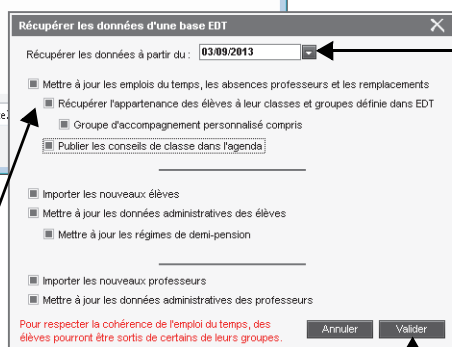 Récupérer les données d'une base EDT
Récupérer les données à partir du : 03/09/2013
Mettre à jour les emplois du temps, les absences professeurs et les remplacements
Récupérer l'appartenance des élèves à leur classes et groupes définie dans EDT
Groupe d'accompagnement personnalisé compris
Publier les conseils de classe dans l'agenda
Importer les nouveaux élèves
Mettre à jour les données administratives des élèves
Mettre à jour les régimes de demi-pension
Importer les nouveaux professeurs
Mettre à jour les données administratives des professeurs
Pour respecter la cohérence de l'emploi du temps, des
élèves pourront être sortis de certains de leurs groupes.
Annuler Valider